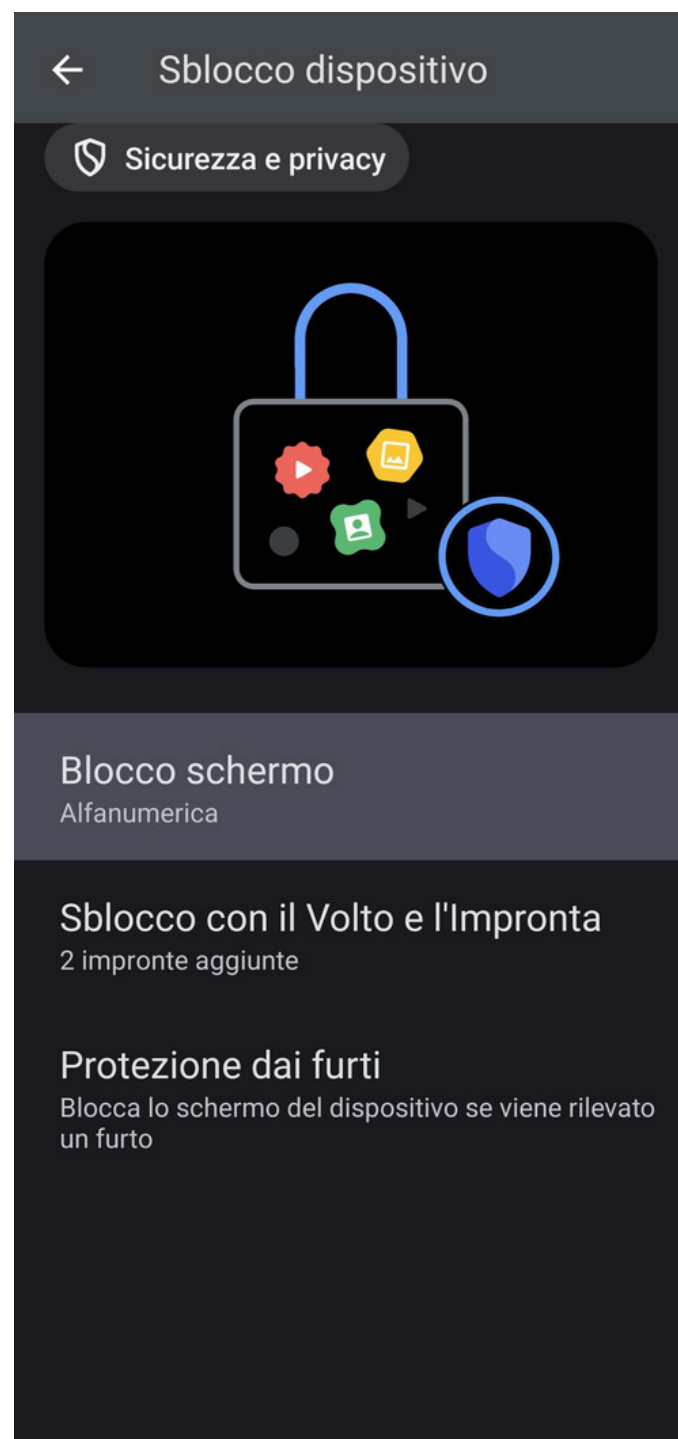 Sblocco dispositivo
Sicurezza e privacy
Blocco schermo
Alfanumerica
Sblocco con il Volto e l'Impronta
2 impronte aggiunte
Protezione dai furti
Blocca lo schermo del dispositivo se viene rilevato
un furto